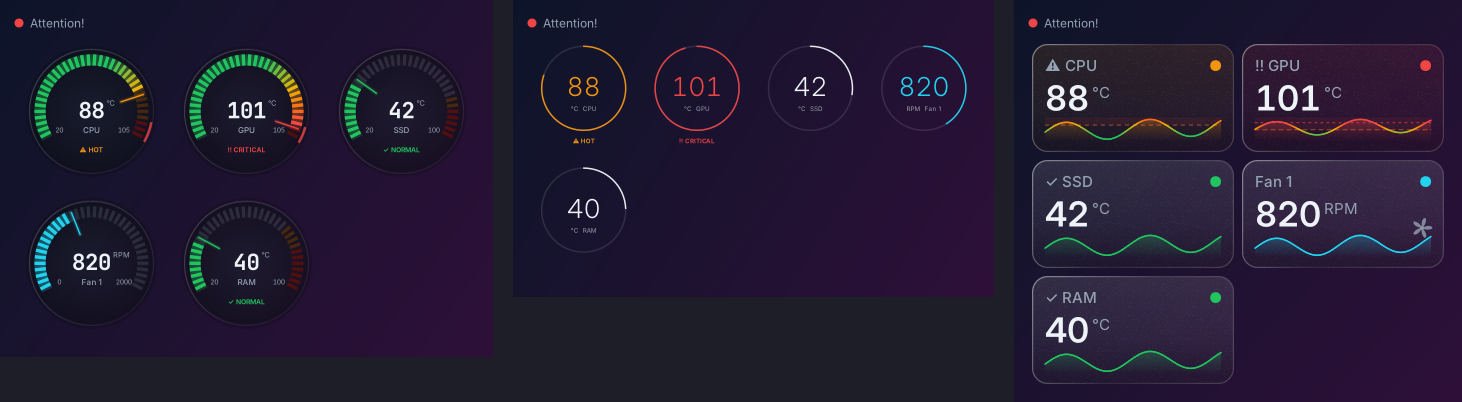 Attention!
88 °C
20 CPU 105
⚠ HOT
101 °C
20 GPU 105
!! CRITICAL
42 °C
20 SSD 100
✓ NORMAL
820 RPM
0 Fan 1 2000
40 °C
20 RAM 100
✓ NORMAL
Attention!
88
°C CPU
⚠ HOT
101
°C GPU
!! CRITICAL
42
°C SSD
820
RPM Fan 1
40
°C RAM
Attention!
⚠ CPU
88 °C
!! GPU
101 °C
✓ SSD
42 °C
Fan 1
820 RPM
✓ RAM
40 °C